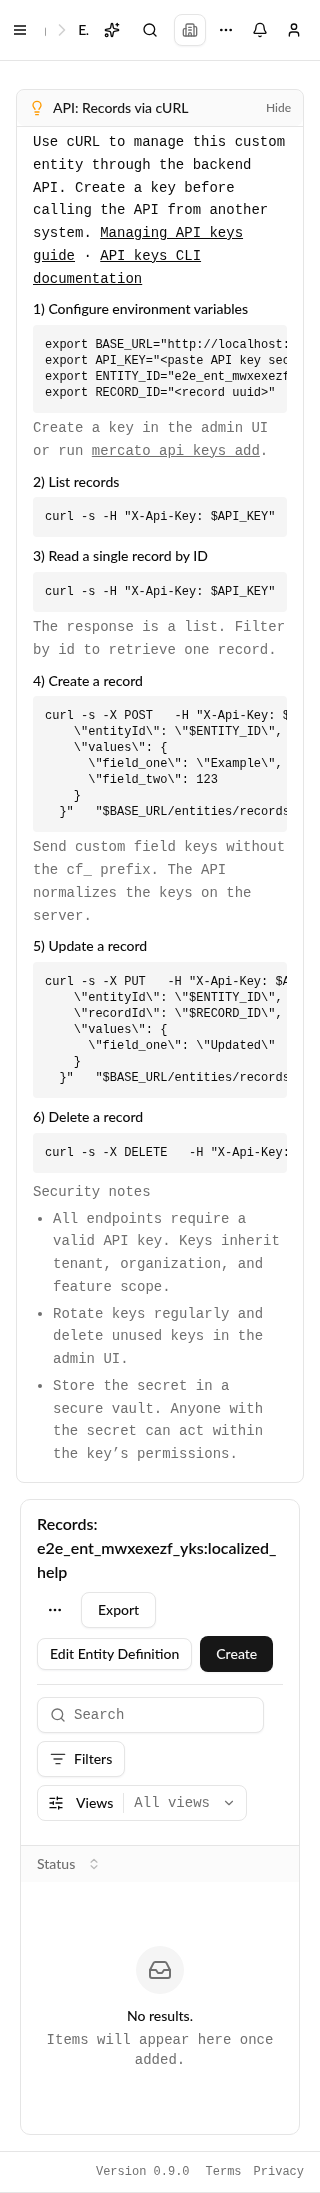 E.
API: Records via cURL
Hide
Use cURL to manage this custom
entity through the backend
API. Create a key before
calling the API from another
system. Managing API keys
guide · API keys CLI
documentation
1) Configure environment variables
export BASE_URL="http://localhost:
export API_KEY="<paste API key sec
export ENTITY_ID="e2e_ent_mwxexezf
export RECORD_ID="<record uuid>"
Create a key in the admin UI
or run mercato api keys add.
2) List records
curl -s -H "X-Api-Key: $API_KEY"
3) Read a single record by ID
curl -s -H "X-Api-Key: $API_KEY"
The response is a list. Filter
by id to retrieve one record.
4) Create a record
curl -s -X POST   -H "X-Api-Key: $
    \"entityId\": \"$ENTITY_ID\",
    \"values\": {
      \"field_one\": \"Example\",
      \"field_two\": 123
    }
  }"   "$BASE_URL/entities/records
Send custom field keys without
the cf_ prefix. The API
normalizes the keys on the
server.
5) Update a record
curl -s -X PUT   -H "X-Api-Key: $A
    \"entityId\": \"$ENTITY_ID\",
    \"recordId\": \"$RECORD_ID\",
    \"values\": {
      \"field_one\": \"Updated\"
    }
  }"   "$BASE_URL/entities/records
6) Delete a record
curl -s -X DELETE   -H "X-Api-Key:
Security notes
• All endpoints require a
valid API key. Keys inherit
tenant, organization, and
feature scope.
• Rotate keys regularly and
delete unused keys in the
admin UI.
• Store the secret in a
secure vault. Anyone with
the secret can act within
the key’s permissions.
Records:
e2e_ent_mwxexezf_yks:localized_
help
Export
Edit Entity Definition
Create
Search
Filters
Views
All views
Status
No results.
Items will appear here once
added.
Version 0.9.0
Terms
Privacy